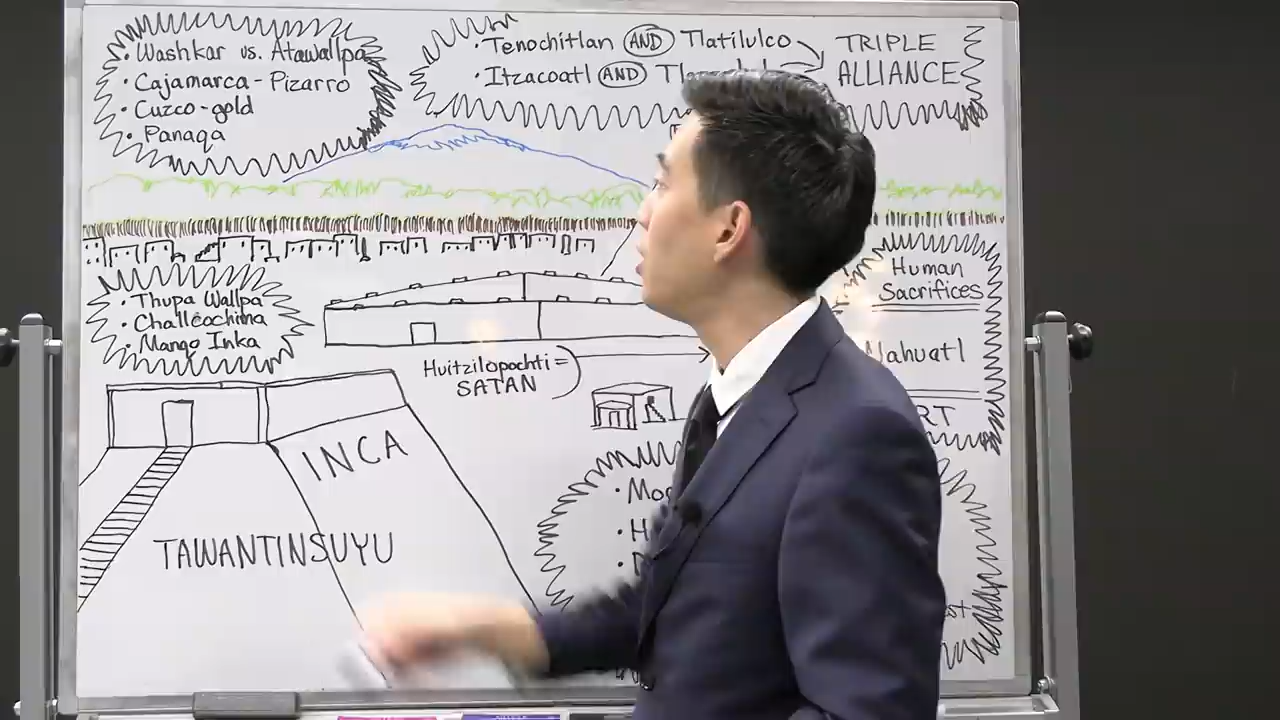 • Washkar vs. Atawallpa
• Cajamarca - Pizarro
• Cuzco-gold
• Panaqa
• Tenochitlan AND Tlatilulco
• Itzacoatl AND
TRIPLE
ALLIANCE
• Thupa Wallpa
• Challcochima
• Mango Inka
Huitzilopochti =
SATAN
Human
Sacrifices
Nahuatl
INCA
TAWANTINSUYU